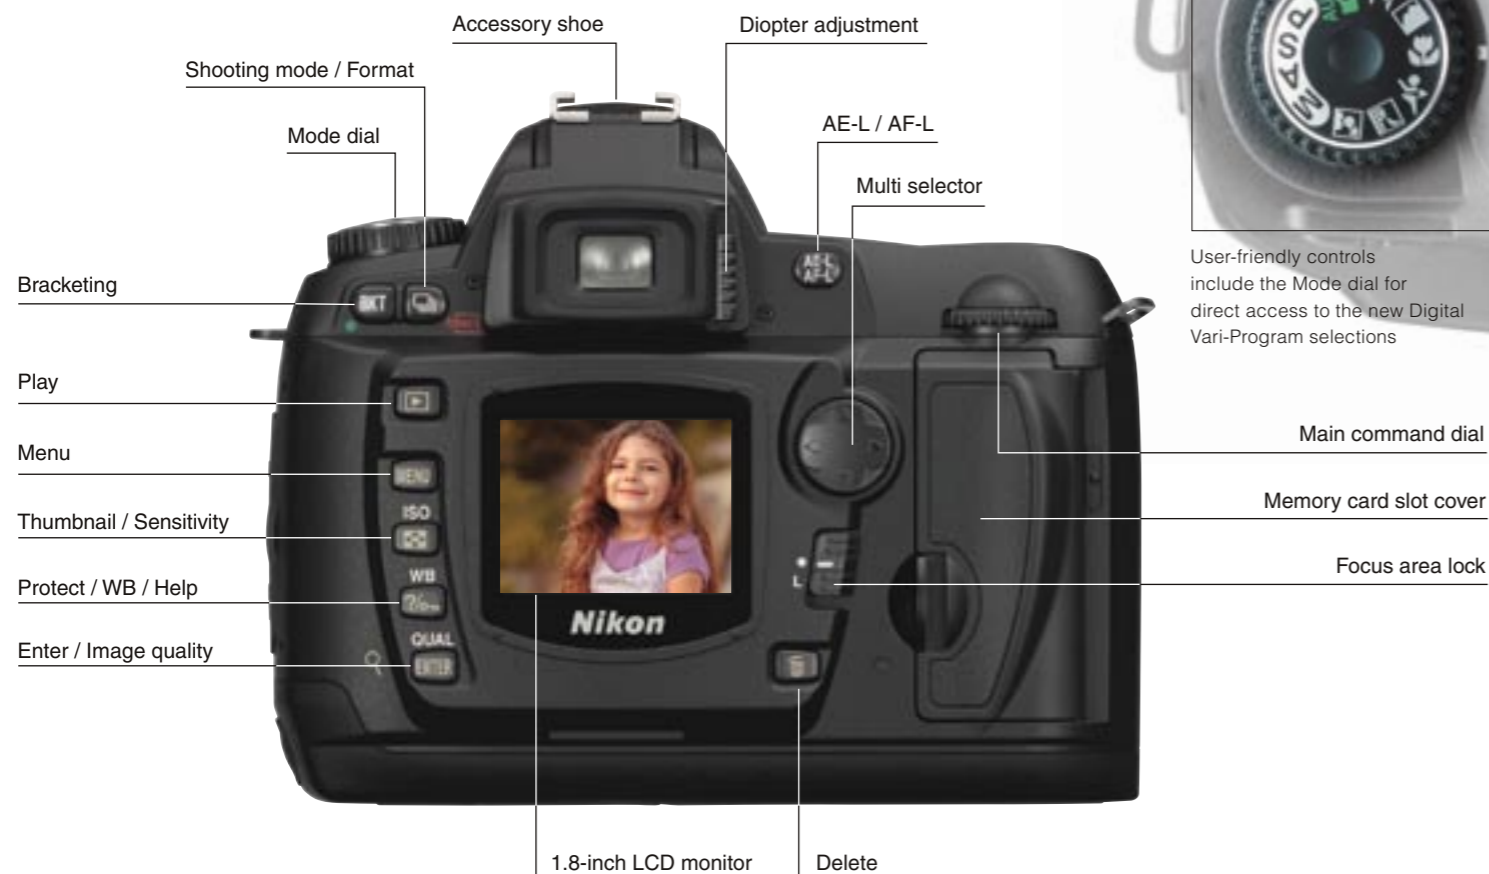 Accessory shoe
Diopter adjustment
Shooting mode / Format
AE-L / AF-L
Mode dial
Multi selector
Bracketing
Play
Menu
Thumbnail / Sensitivity
Protect / WB / Help
Enter / Image quality
User-friendly controls
include the Mode dial for
direct access to the new Digital
Vari-Program selections
Main command dial
Memory card slot cover
Focus area lock
1.8-inch LCD monitor
Delete
AE-L
AF-L
BKT
MENU
ISO
WB
QUAL
ENTER
L
Nikon
P
S
A
M